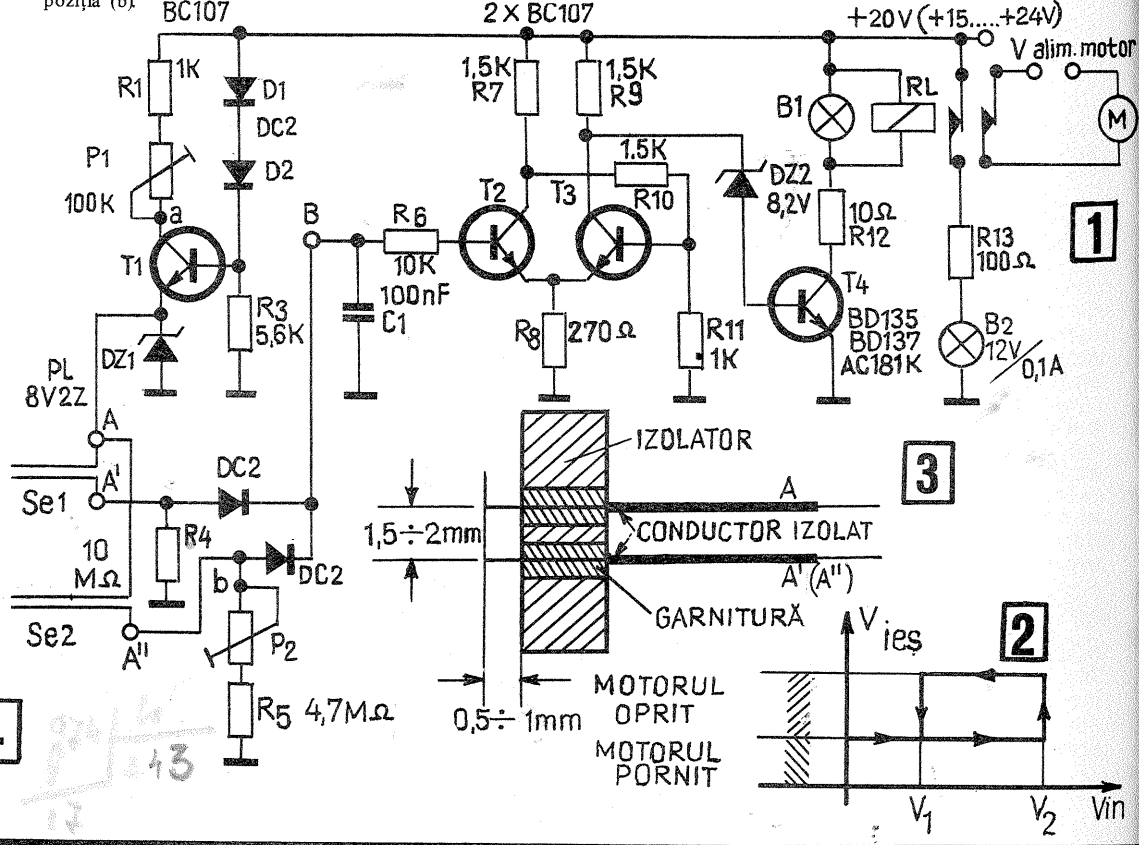 poziția (b).
BC107
2 X BC107
+20V (+15.....+24V)
V alim. motor
R1
1K
D1
DC2
D2
P1
100K
a
T1
R3
5,6K
DZ1
PL
8V2Z
A
A'
Se1
DC2
R4
10
MΩ
b
DC2
Se2
A''
P2
R5 4,7MΩ
B
R6
10K
100nF
C1
1,5K
R7
1,5K
R9
T2
T3
1.5K
R10
R8
270Ω
R11
1K
DZ2
8,2V
B1
RL
M
10Ω
R12
T4
BD135
BD137
AC181K
R13
100Ω
B2
12V/0,1A
1
IZOLATOR
3
A
1,5÷2mm
CONDUCTOR IZOLAT
A' (A'')
GARNITURĂ
0,5÷1mm
2
V ieș
MOTORUL
OPRIT
MOTORUL
PORNIT
V1
V2
Vin
43